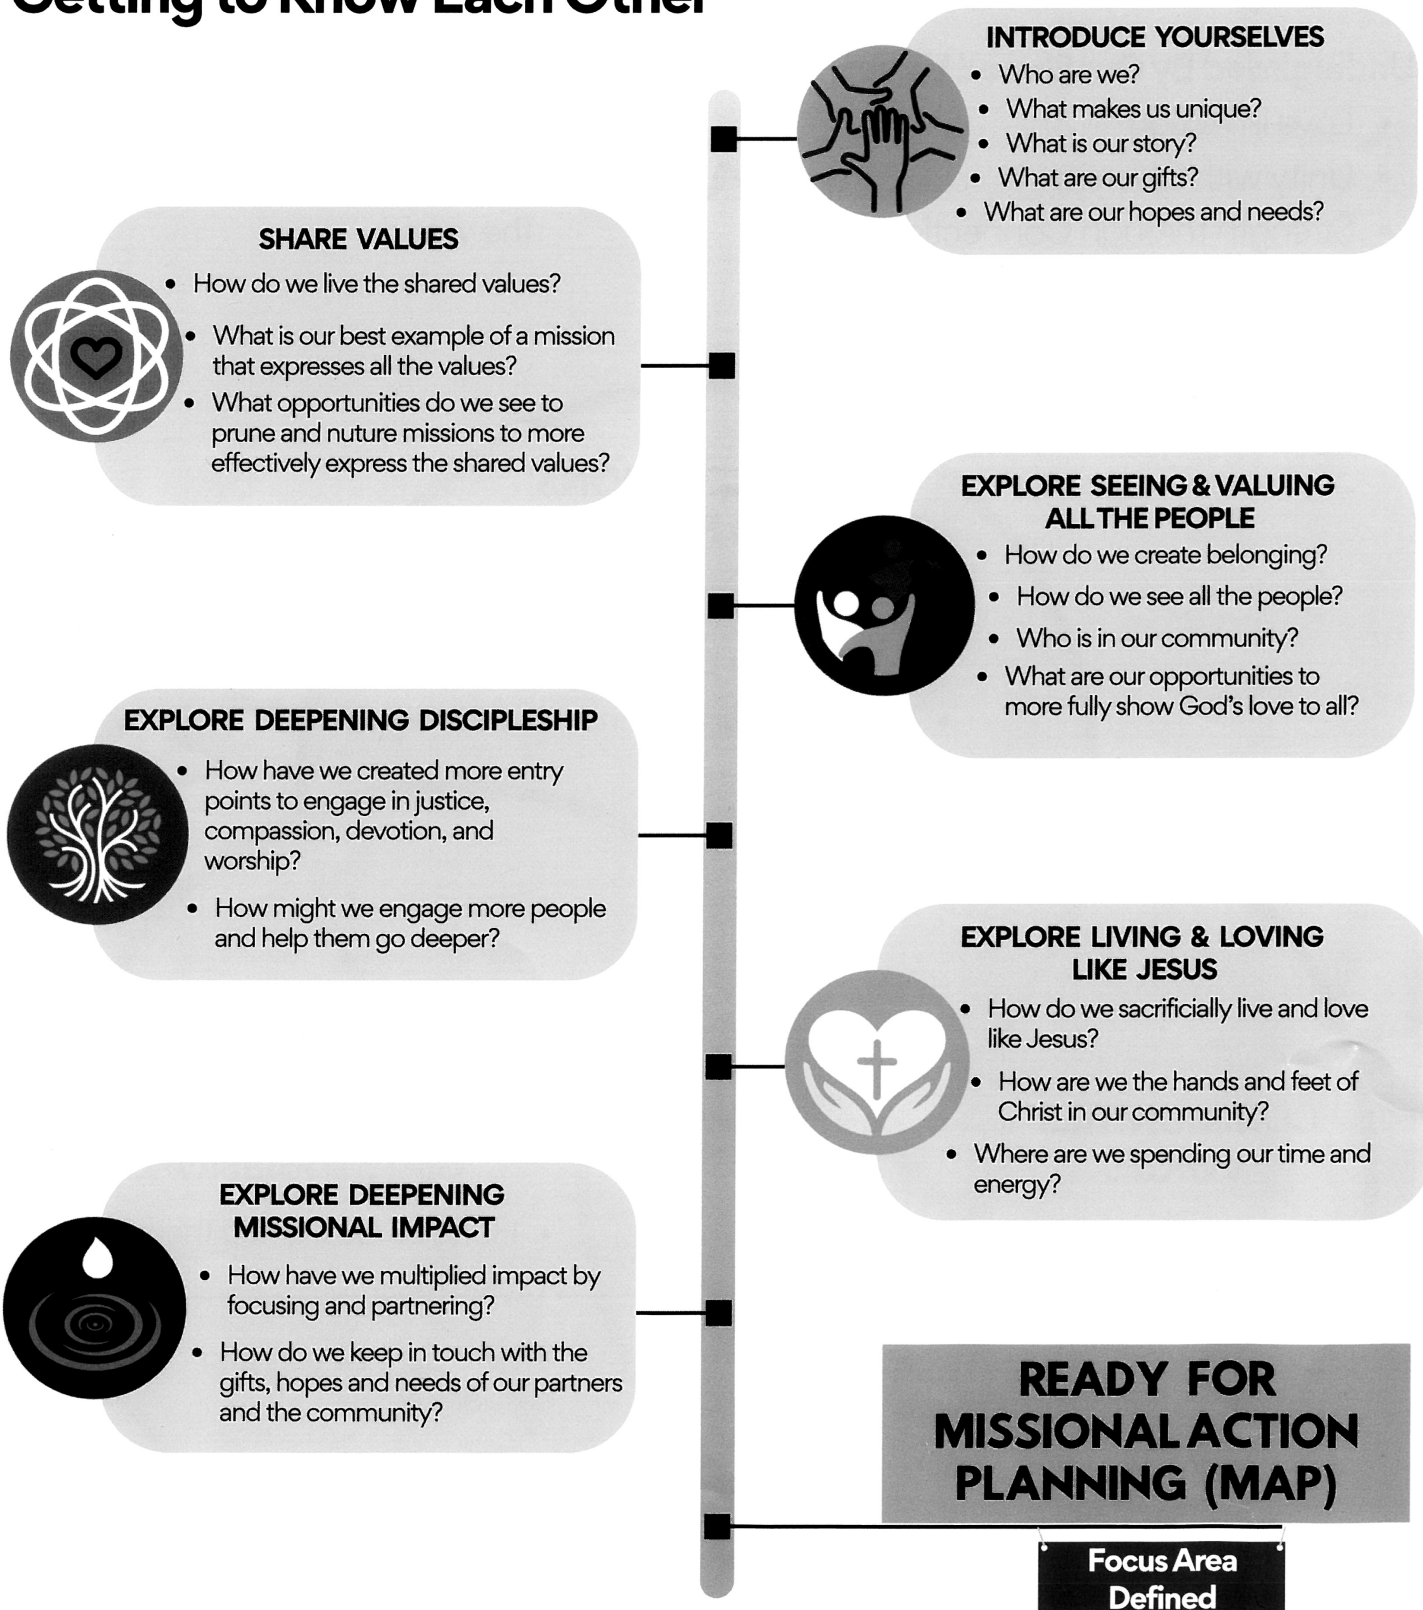 Getting to Know Each Other
INTRODUCE YOURSELVES
• Who are we?
• What makes us unique?
• What is our story?
• What are our gifts?
• What are our hopes and needs?
SHARE VALUES
• How do we live the shared values?
• What is our best example of a mission
that expresses all the values?
• What opportunities do we see to
prune and nuture missions to more
effectively express the shared values?
EXPLORE SEEING & VALUING
ALL THE PEOPLE
• How do we create belonging?
• How do we see all the people?
• Who is in our community?
• What are our opportunities to
more fully show God's love to all?
EXPLORE DEEPENING DISCIPLESHIP
• How have we created more entry
points to engage in justice,
compassion, devotion, and
worship?
• How might we engage more people
and help them go deeper?
EXPLORE LIVING & LOVING
LIKE JESUS
• How do we sacrificially live and love
like Jesus?
• How are we the hands and feet of
Christ in our community?
• Where are we spending our time and
energy?
EXPLORE DEEPENING
MISSIONAL IMPACT
• How have we multiplied impact by
focusing and partnering?
• How do we keep in touch with the
gifts, hopes and needs of our partners
and the community?
READY FOR
MISSIONAL ACTION
PLANNING (MAP)
Focus Area
Defined